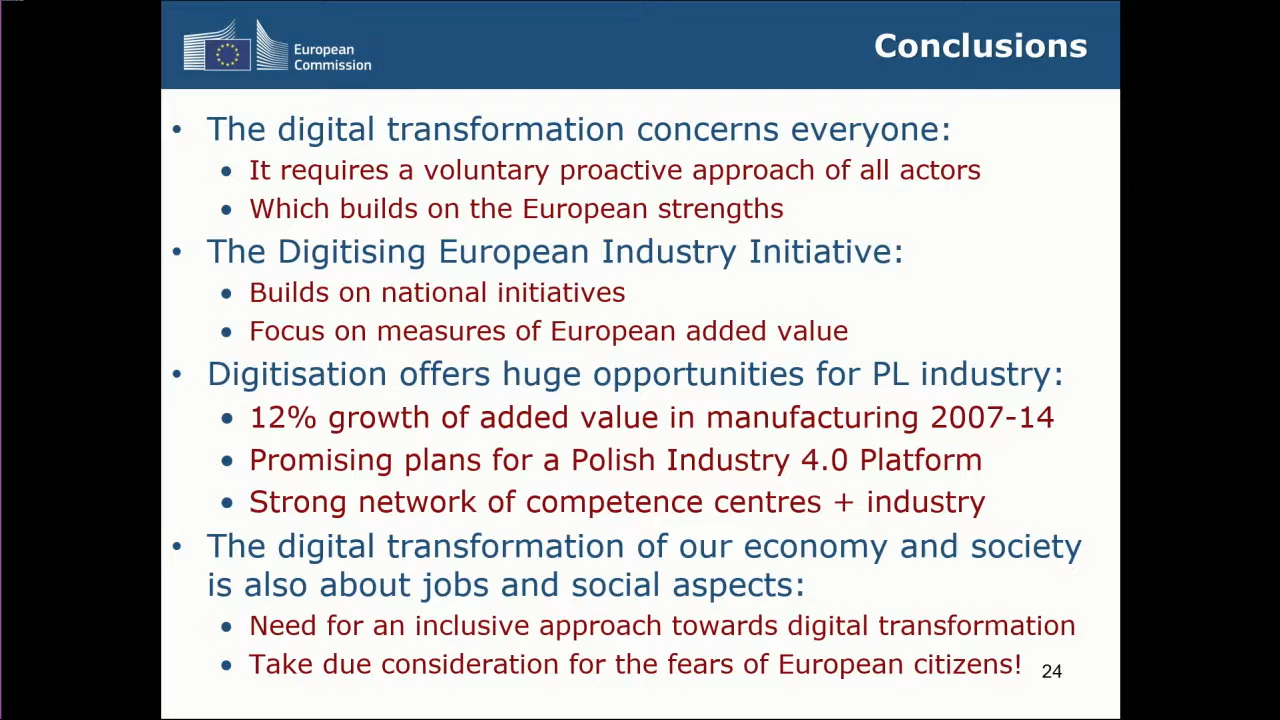 European
Commission
Conclusions
• The digital transformation concerns everyone:
• It requires a voluntary proactive approach of all actors
• Which builds on the European strengths
• The Digitising European Industry Initiative:
• Builds on national initiatives
• Focus on measures of European added value
• Digitisation offers huge opportunities for PL industry:
• 12% growth of added value in manufacturing 2007-14
• Promising plans for a Polish Industry 4.0 Platform
• Strong network of competence centres + industry
• The digital transformation of our economy and society
is also about jobs and social aspects:
• Need for an inclusive approach towards digital transformation
• Take due consideration for the fears of European citizens!
24